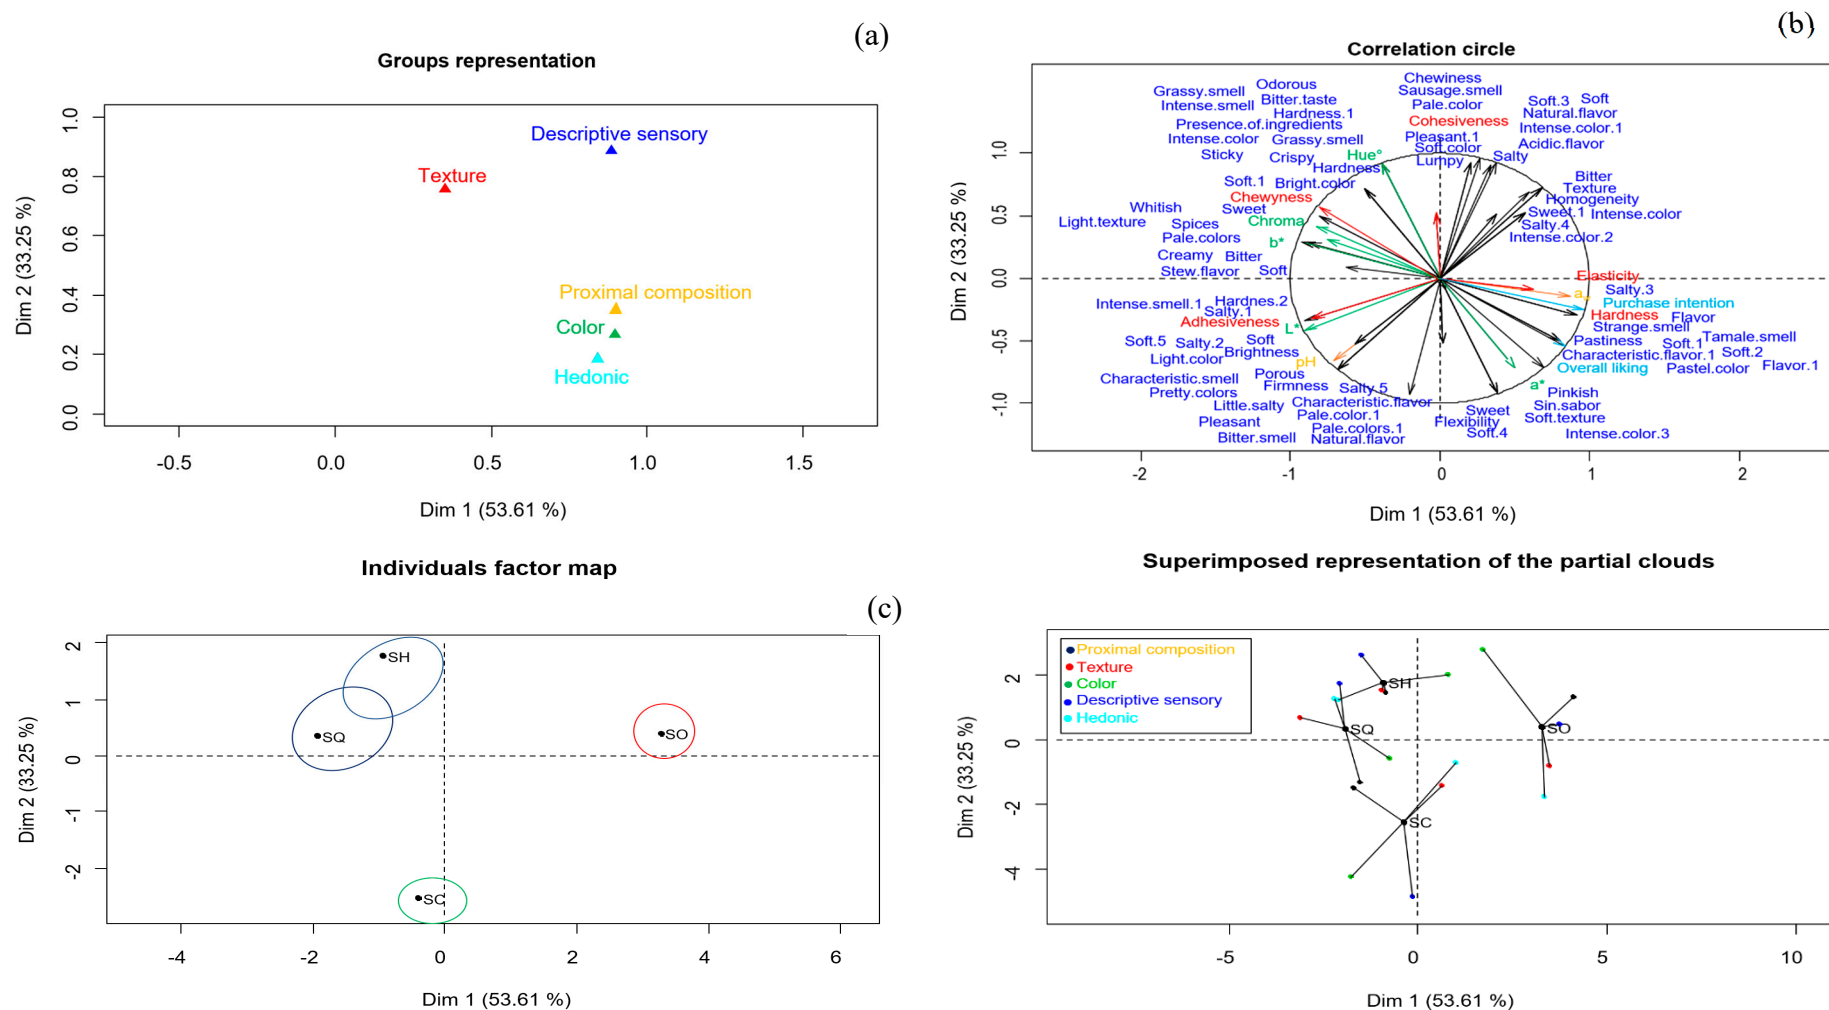 (a)
Groups representation
Dim 2 (33.25 %)
1.0
0.8
0.6
0.4
0.2
0.0
Descriptive sensory
Texture
Proximal composition
Color
Hedonic
-0.5
0.0
0.5
1.0
1.5
Dim 1 (53.61 %)
(b)
Correlation circle
Dim 2 (33.25 %)
1.0
0.5
0.0
-0.5
-1.0
Odorous
Grassy.smell
Intense.smell
Bitter.taste
Hardness.1
Presence.of.ingredients
Intense.color
Grassy.smell
Sticky
Crispy
Hue°
Hardness
Soft.1
Bright.color
Chewyness
Whitish
Sweet
Light.texture
Spices
Chroma
Pale.colors
b*
Creamy
Bitter
Stew.flavor
Soft
Chewiness
Sausage.smell
Pale.color
Cohesiveness
Pleasant.1
Soft.color
Lumpy
Salty
Soft.3
Soft
Natural.flavor
Intense.color.1
Acidic.flavor
Bitter
Texture
Homogeneity
Sweet.1
Intense.color
Salty.4
Intense.color.2
Intense.smell.1
Hardnes.2
Salty.1
Adhesiveness
L*
Soft.5
Salty.2
Soft
Light.color
Brightness
pH
Characteristic.smell
Porous
Firmness
Pretty.colors
Salty.5
Little.salty
Characteristic.flavor
Pleasant
Pale.color.1
Pale.colors.1
Bitter.smell
Natural.flavor
Elasticity
Salty.3
Purchase intention
Hardness
Flavor
Strange.smell
Pastiness
Soft.1
Tamale.smell
Characteristic.flavor.1
Soft.2
Overall liking
Pastel.color
Flavor.1
a*
Pinkish
Sin.sabor
Sweet
Soft.texture
Flexibility
Soft.4
Intense.color.3
-2
-1
0
1
2
Dim 1 (53.61 %)
Individuals factor map
(c)
Dim 2 (33.25 %)
2
1
0
-1
-2
SH
SQ
SO
SC
-4
-2
0
2
4
6
Dim 1 (53.61 %)
Superimposed representation of the partial clouds
Dim 2 (33.25 %)
2
0
-2
-4
Proximal composition
Texture
Color
Descriptive sensory
Hedonic
SH
SQ
SO
SC
-5
0
5
10
Dim 1 (53.61 %)